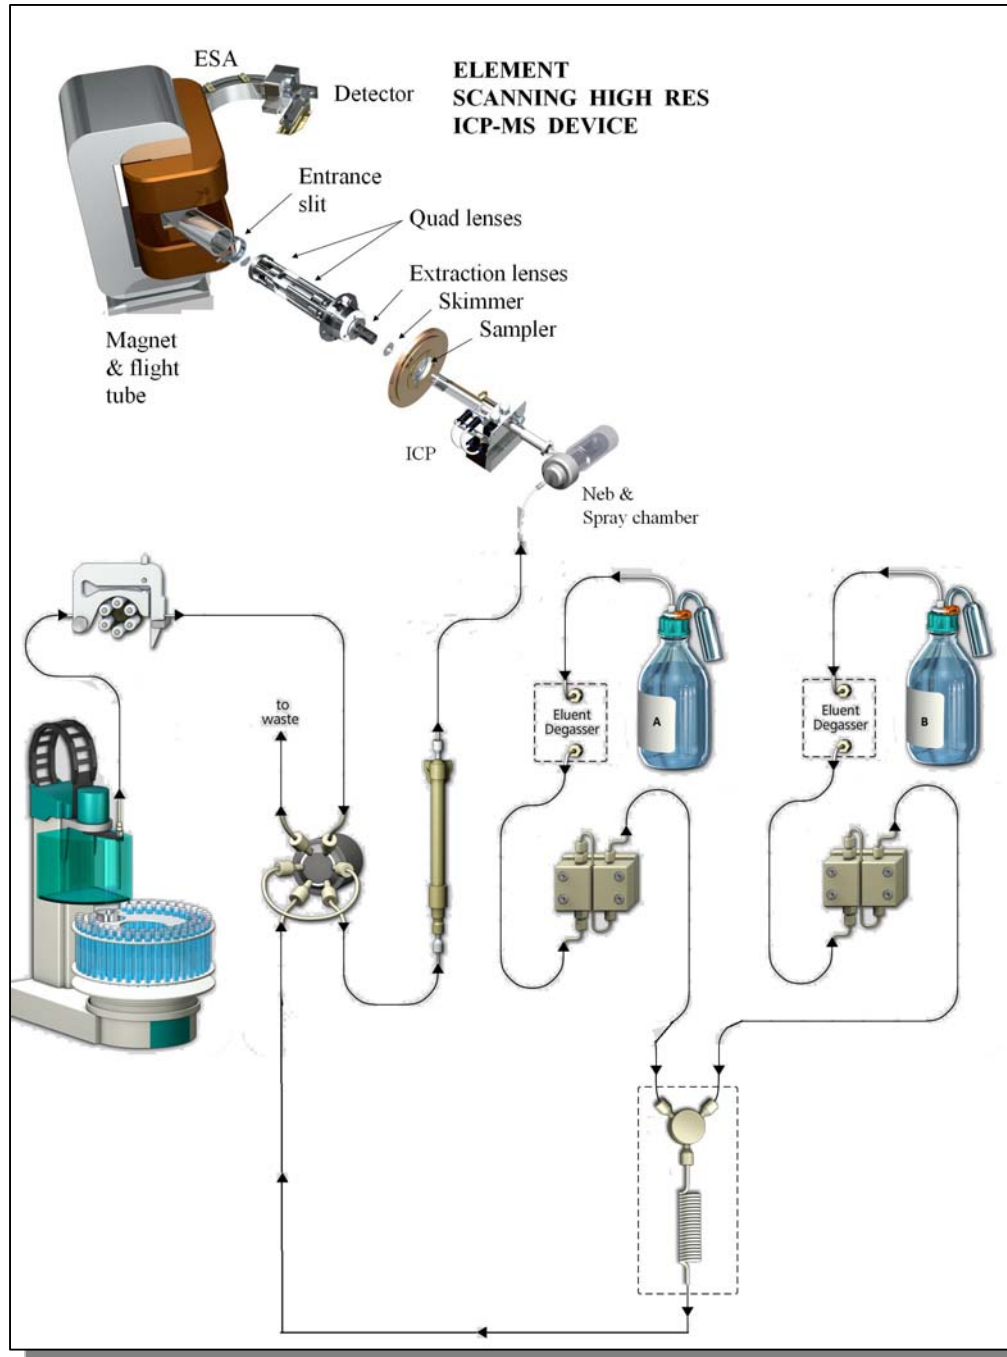 ESA
Detector
ELEMENT
SCANNING HIGH RES
ICP-MS DEVICE
Entrance
slit
Quad lenses
Extraction lenses
Skimmer
Sampler
Magnet
& flight
tube
ICP
Neb &
Spray chamber
to
waste
Eluent
Degasser
A
Eluent
Degasser
B